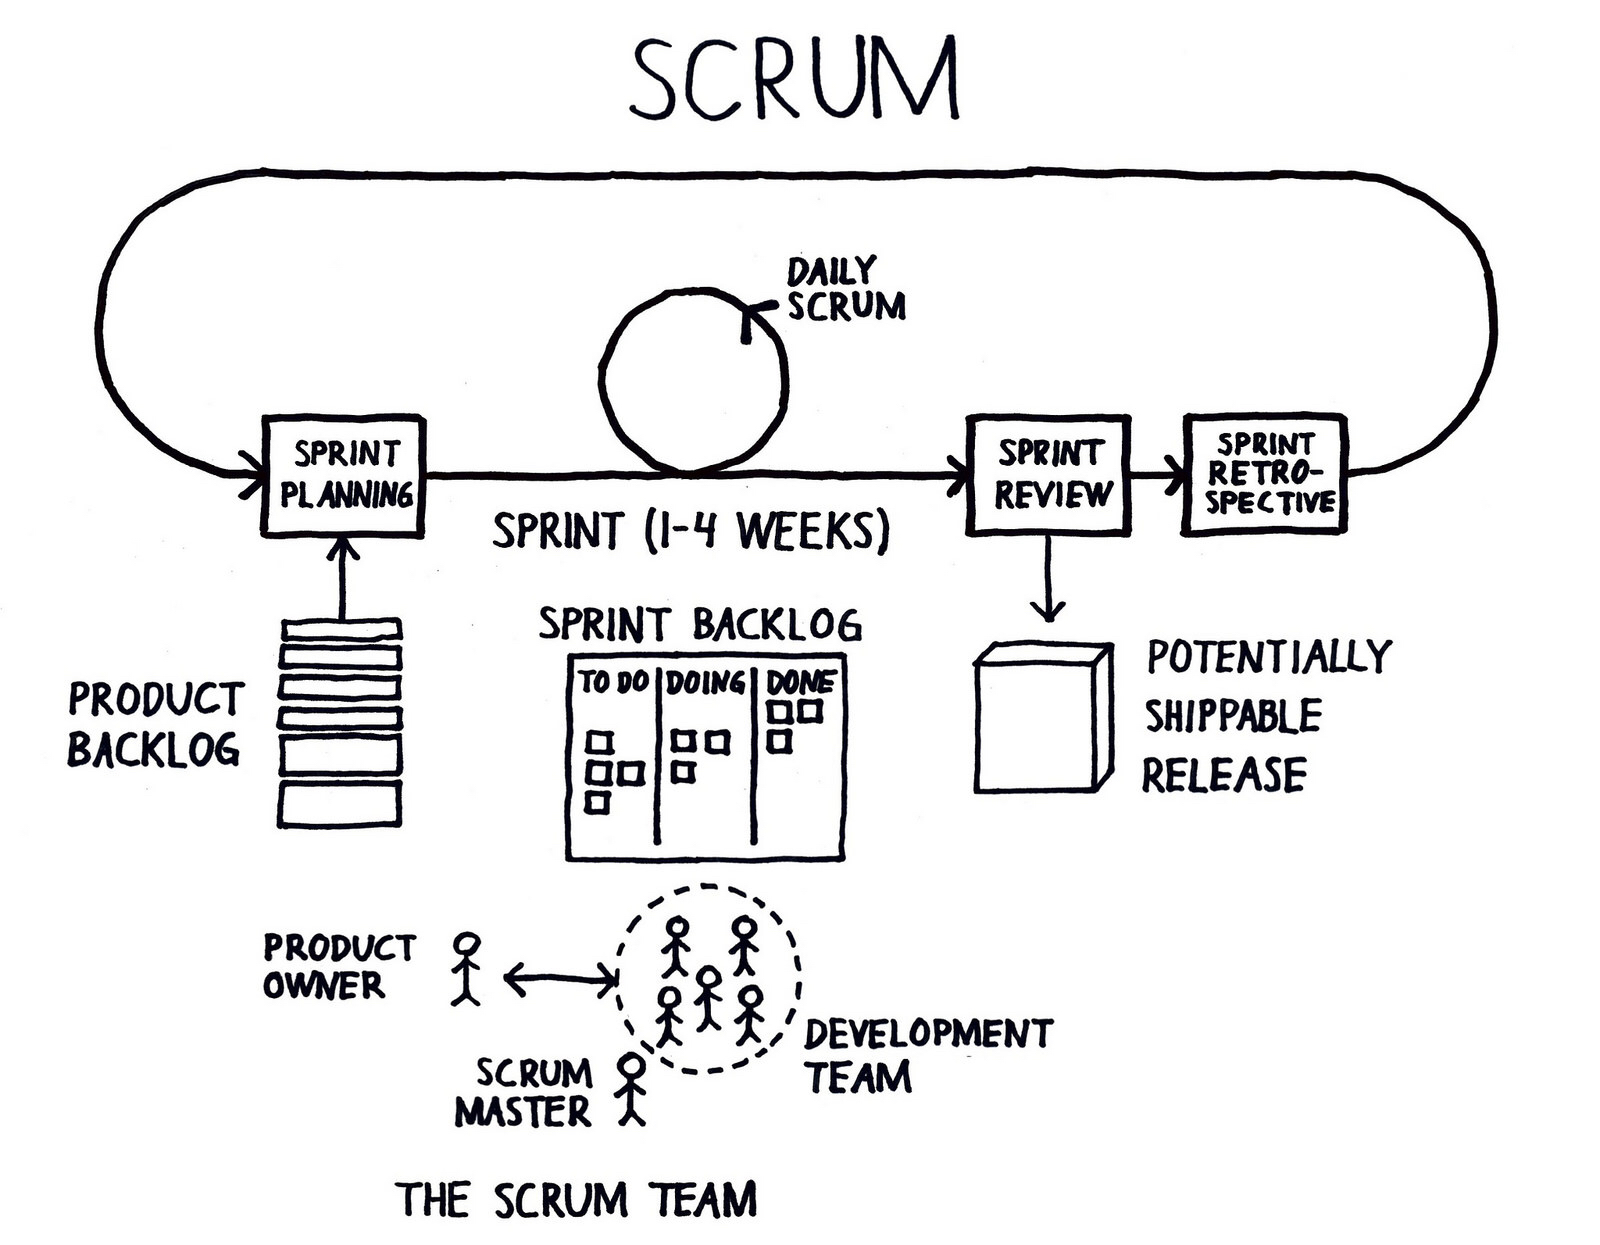 SCRUM
DAILY
SCRUM
SPRINT
PLANNING
SPRINT
REVIEW
SPRINT
RETRO-
SPECTIVE
SPRINT (1-4 WEEKS)
PRODUCT
BACKLOG
SPRINT BACKLOG
TO DO DOING DONE
POTENTIALLY
SHIPPABLE
RELEASE
PRODUCT
OWNER
DEVELOPMENT
TEAM
SCRUM
MASTER
THE SCRUM TEAM